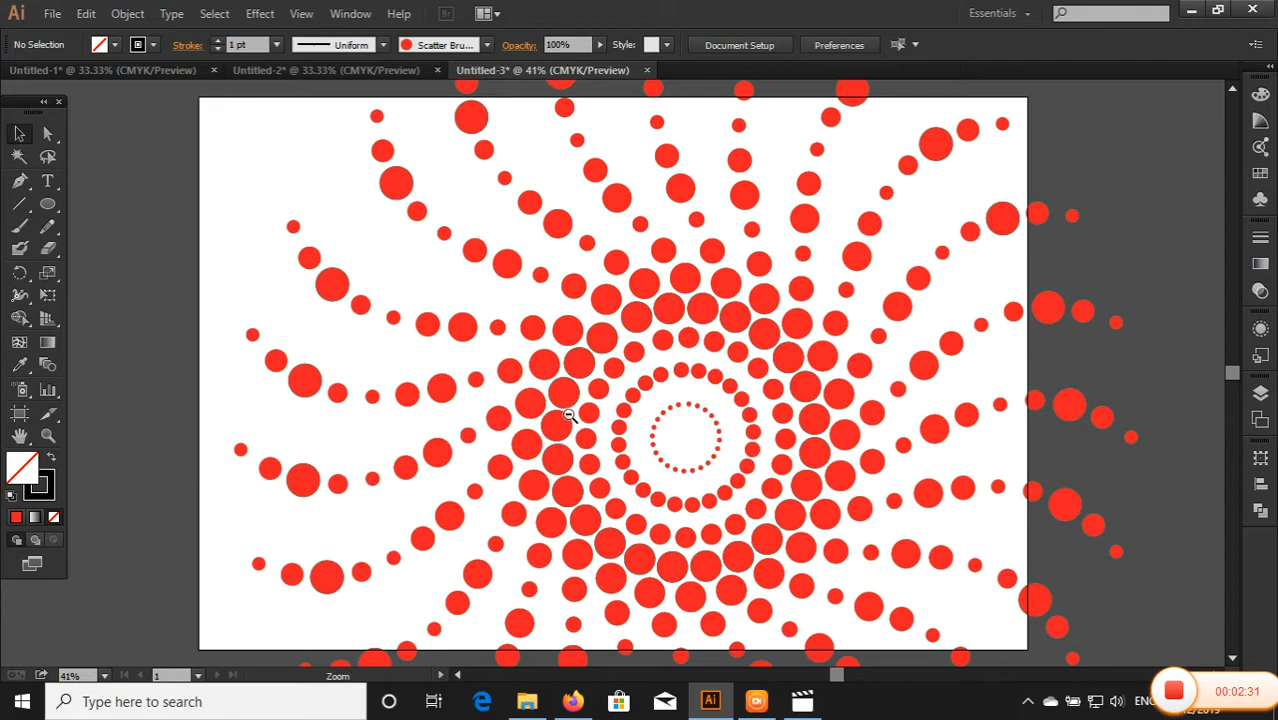 Ai File Edit Object Type Select Effect View Window Help Br Essentials
No Selection Stroke: 1 pt Uniform Scatter Bru... Opacity: 100% Style: Document Setup Preferences
Untitled-1* @ 33.33% (CMYK/Preview) × Untitled-2* @ 33.33% (CMYK/Preview) × Untitled-3* @ 41% (CMYK/Preview) ×
41% 1 Zoom
Type here to search Ai ENG 00:02:31